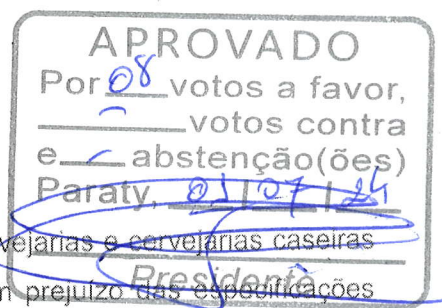 APROVADO
Por 08 votos a favor,
votos contra
e abstenção(ões)
Paraty, 01 / 07 / 24
vejarias e cervejarias caseiras
Presidente
prejuízo das especificações